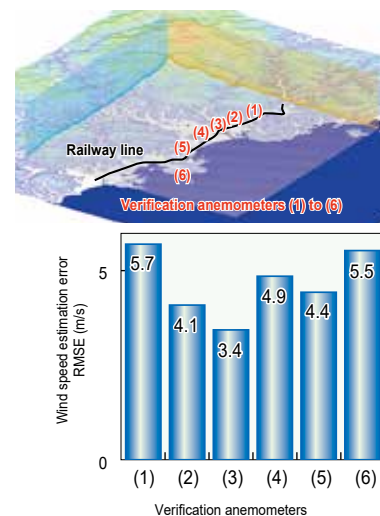 (1)
(2)
(3)
(4)
(5)
Railway line
(6)
Verification anemometers (1) to (6)
Wind speed estimation error
RMSE (m/s)
5
0
5.7
4.1
3.4
4.9
4.4
5.5
(1) (2) (3) (4) (5) (6)
Verification anemometers